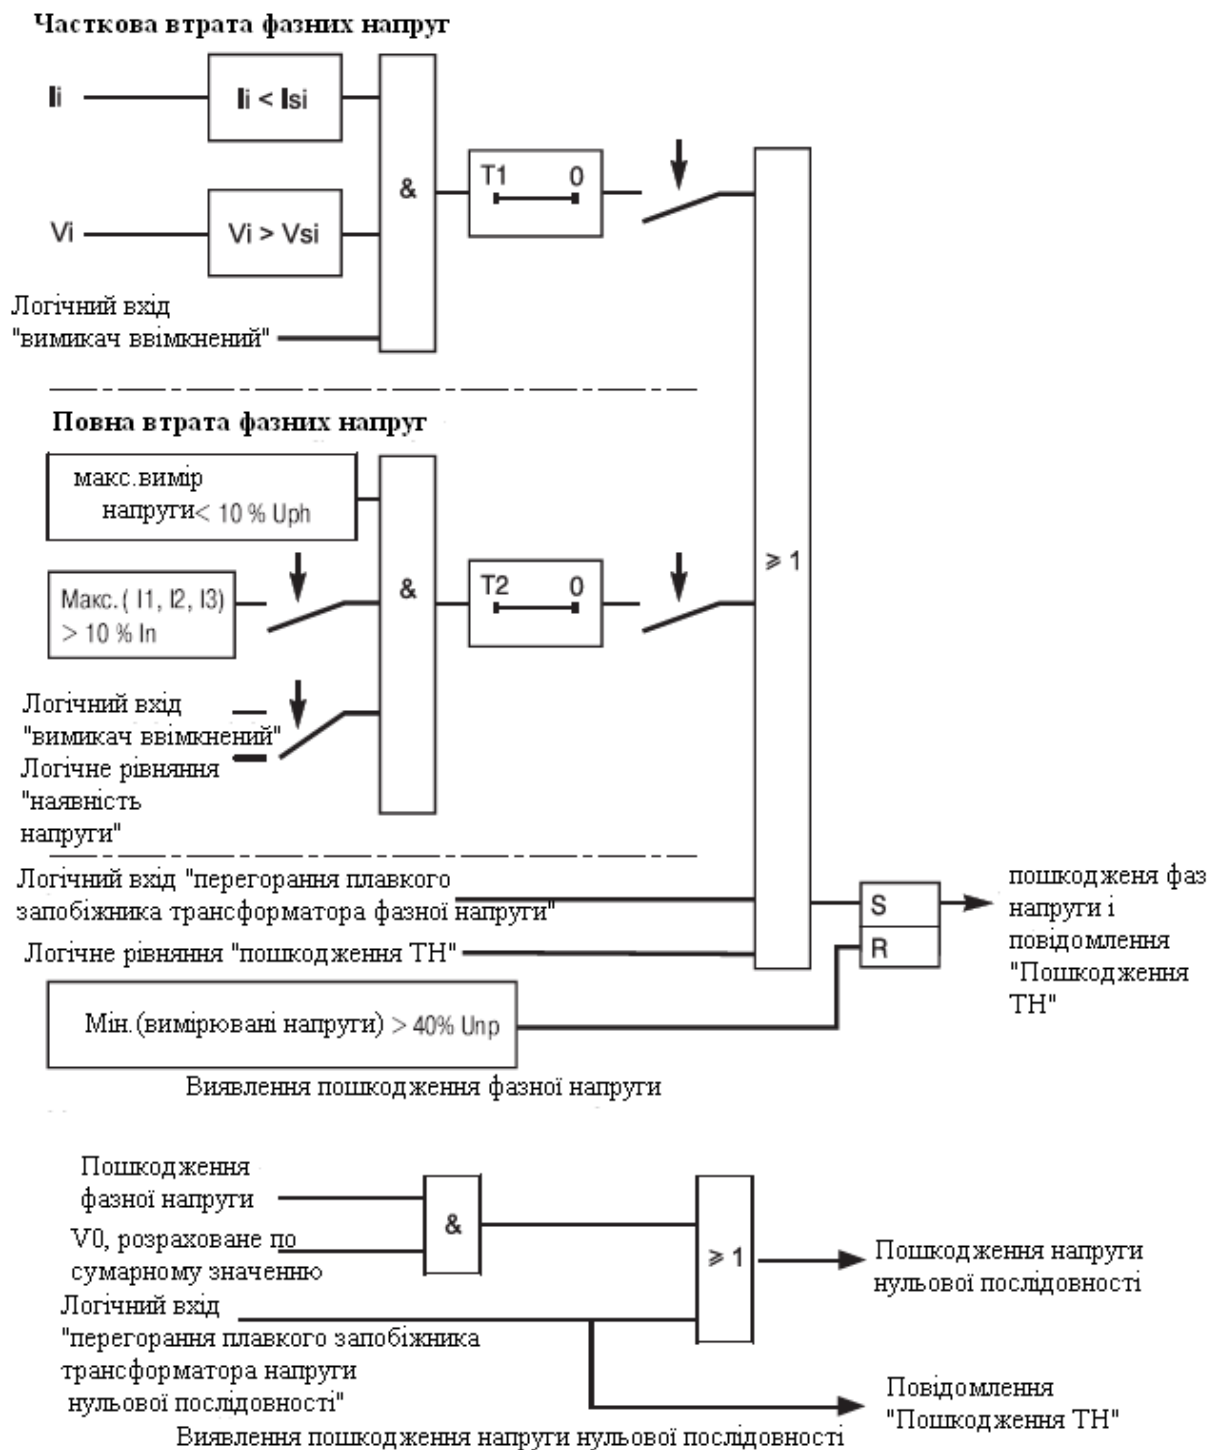 Часткова втрата фазних напруг
Ii
Ii < Isi
&
T1 0
Vi
Vi > Vsi
Логічний вхід
"вимикач ввімкнений"
Повна втрата фазних напруг
макс.вимір
напруги< 10 % Uph
Макс.( I1, I2, I3)
> 10 % In
&
T2 0
≥ 1
Логічний вхід
"вимикач ввімкнений"
Логічне рівняння
"наявність
напруги"
Логічний вхід "перегорання плавкого
запобіжника трансформатора фазної напруги"
Логічне рівняння "пошкодження ТН"
S
R
пошкодженя фаз
напруги і
повідомлення
"Пошкодження
ТН"
Мін.(вимірювані напруги) > 40% Unp
Виявлення пошкодження фазної напруги
Пошкодження
фазної напруги
V0, розраховане по
сумарному значенню
&
≥ 1
Пошкодження напруги
нульової послідовності
Логічний вхід
"перегорання плавкого запобіжника
трансформатора напруги
нульової послідовності"
Повідомлення
"Пошкодження ТН"
Виявлення пошкодження напруги нульової послідовності